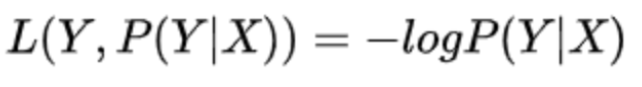 L(Y, P(Y|X)) = −logP(Y|X)